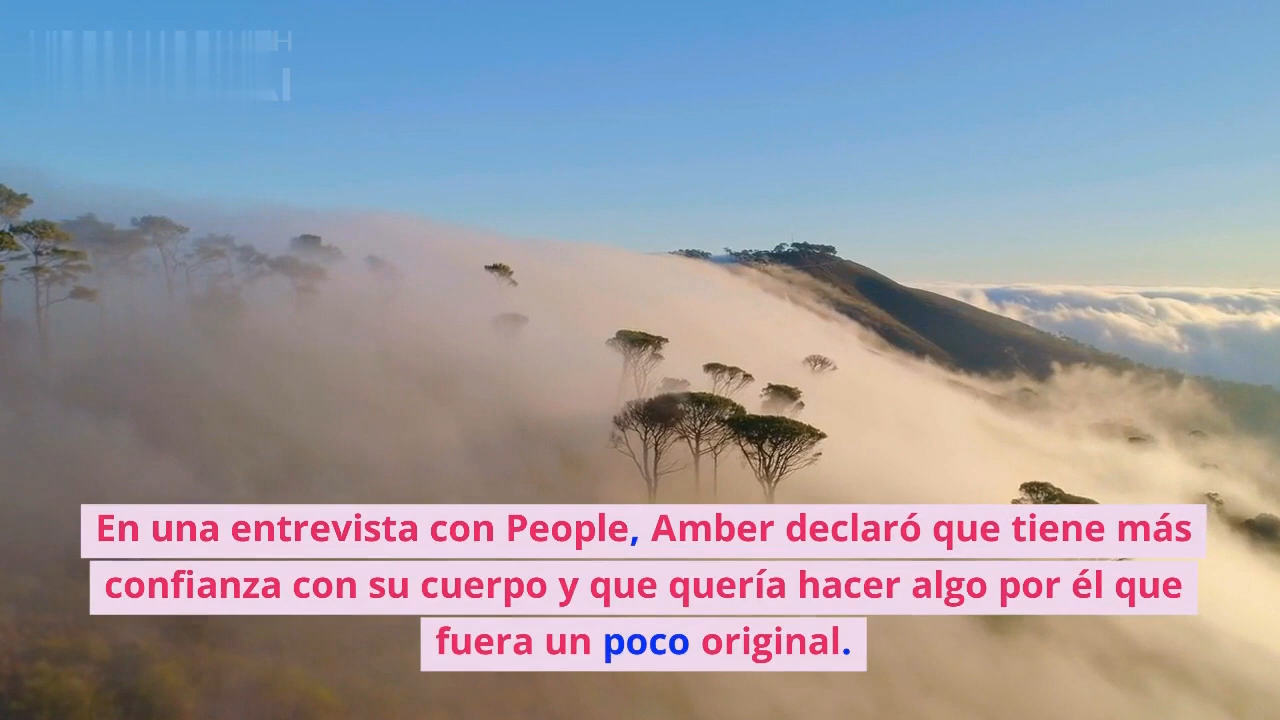 En una entrevista con People, Amber declaró que tiene más
confianza con su cuerpo y que quería hacer algo por él que
fuera un poco original.